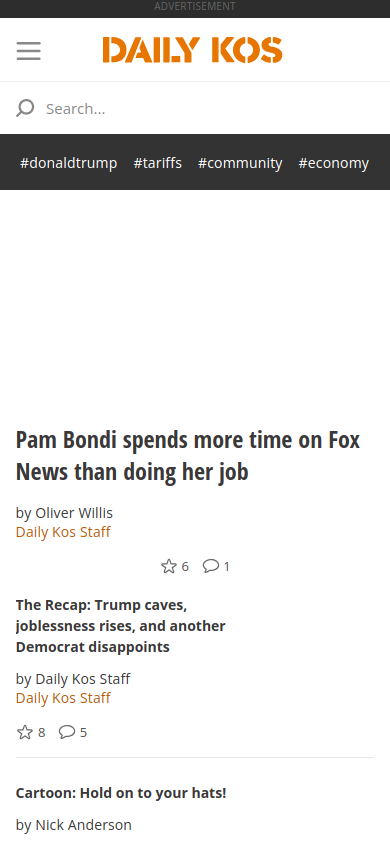 ADVERTISEMENT
DAILY KOS
Search...
#donaldtrump #tariffs #community #economy
Pam Bondi spends more time on Fox
News than doing her job
by Oliver Willis
Daily Kos Staff
6 1
The Recap: Trump caves,
joblessness rises, and another
Democrat disappoints
by Daily Kos Staff
Daily Kos Staff
8 5
Cartoon: Hold on to your hats!
by Nick Anderson